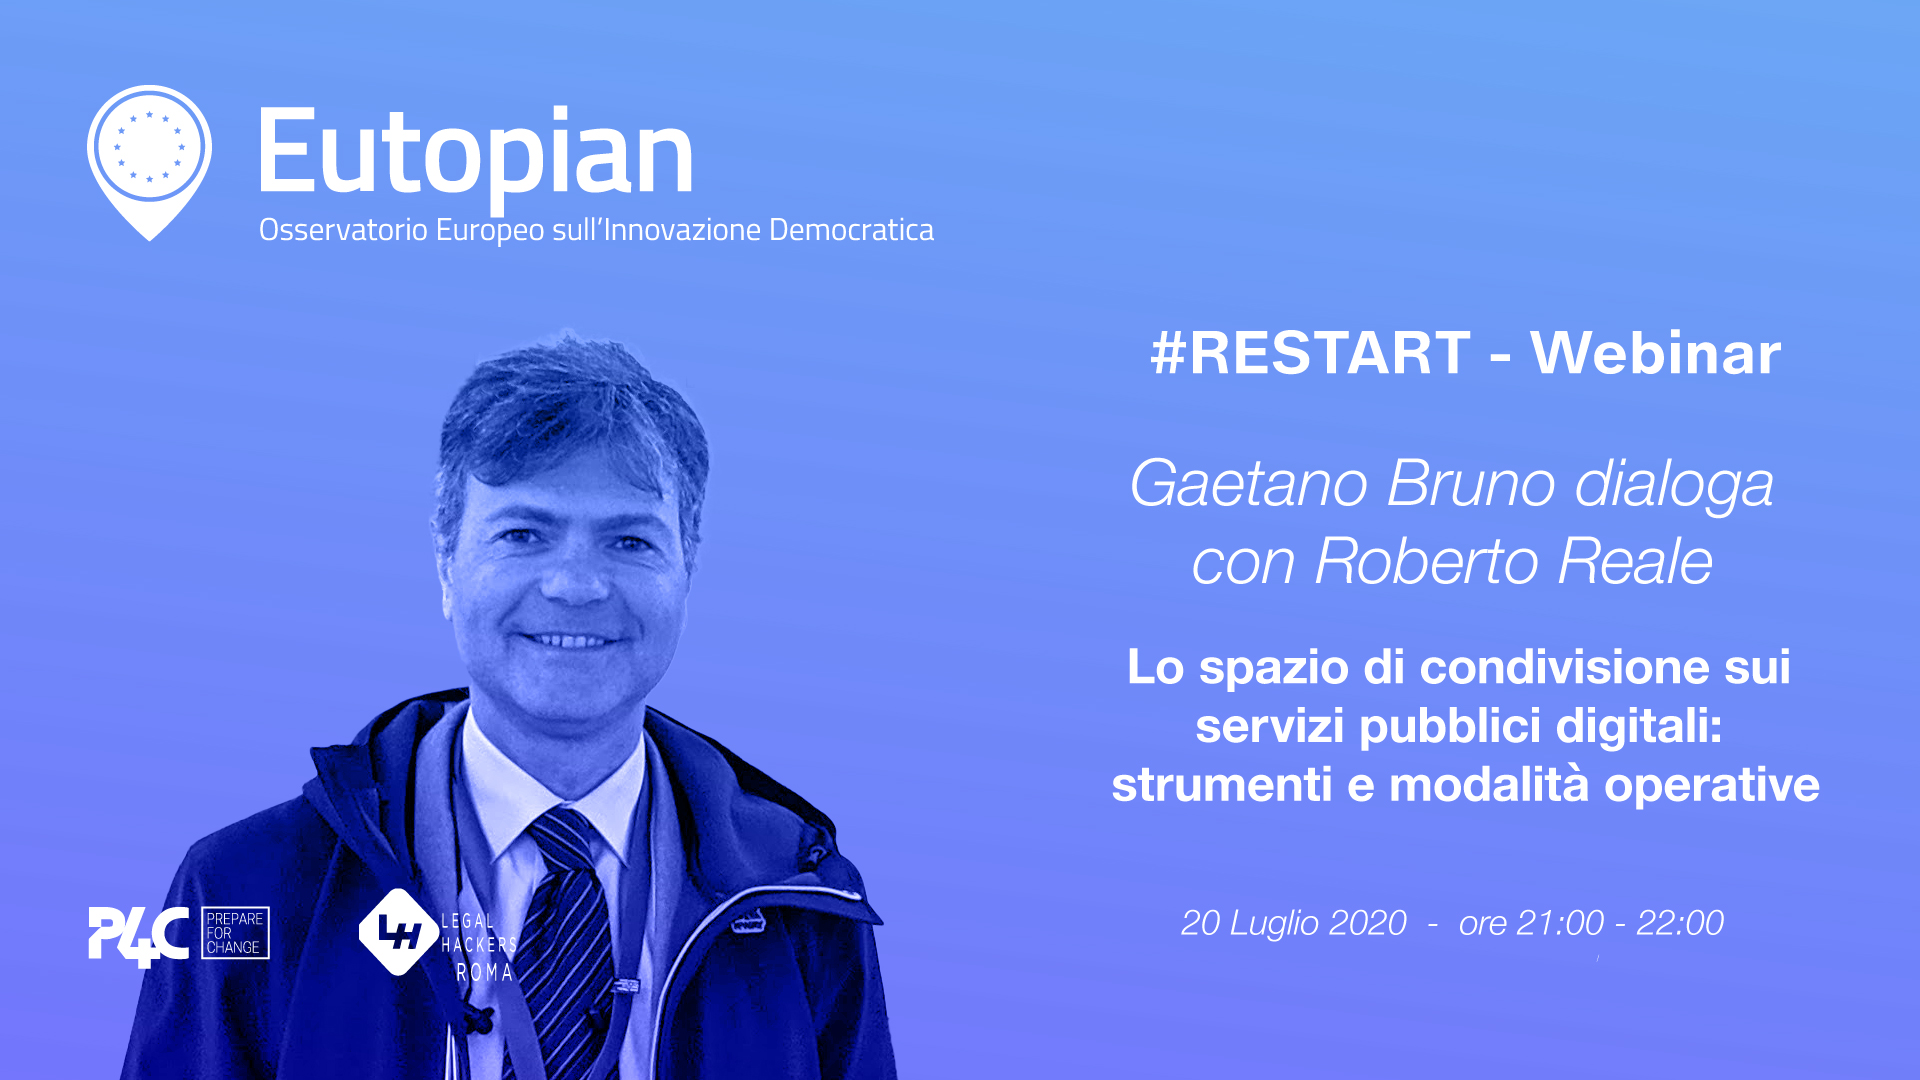 Eutopian
Osservatorio Europeo sull'Innovazione Democratica
#RESTART - Webinar
Gaetano Bruno dialoga
con Roberto Reale
Lo spazio di condivisione sui
servizi pubblici digitali:
strumenti e modalità operative
20 Luglio 2020 - ore 21:00 - 22:00
P4C
PREPARE
FOR
CHANGE
LH
LEGAL
HACKERS
ROMA